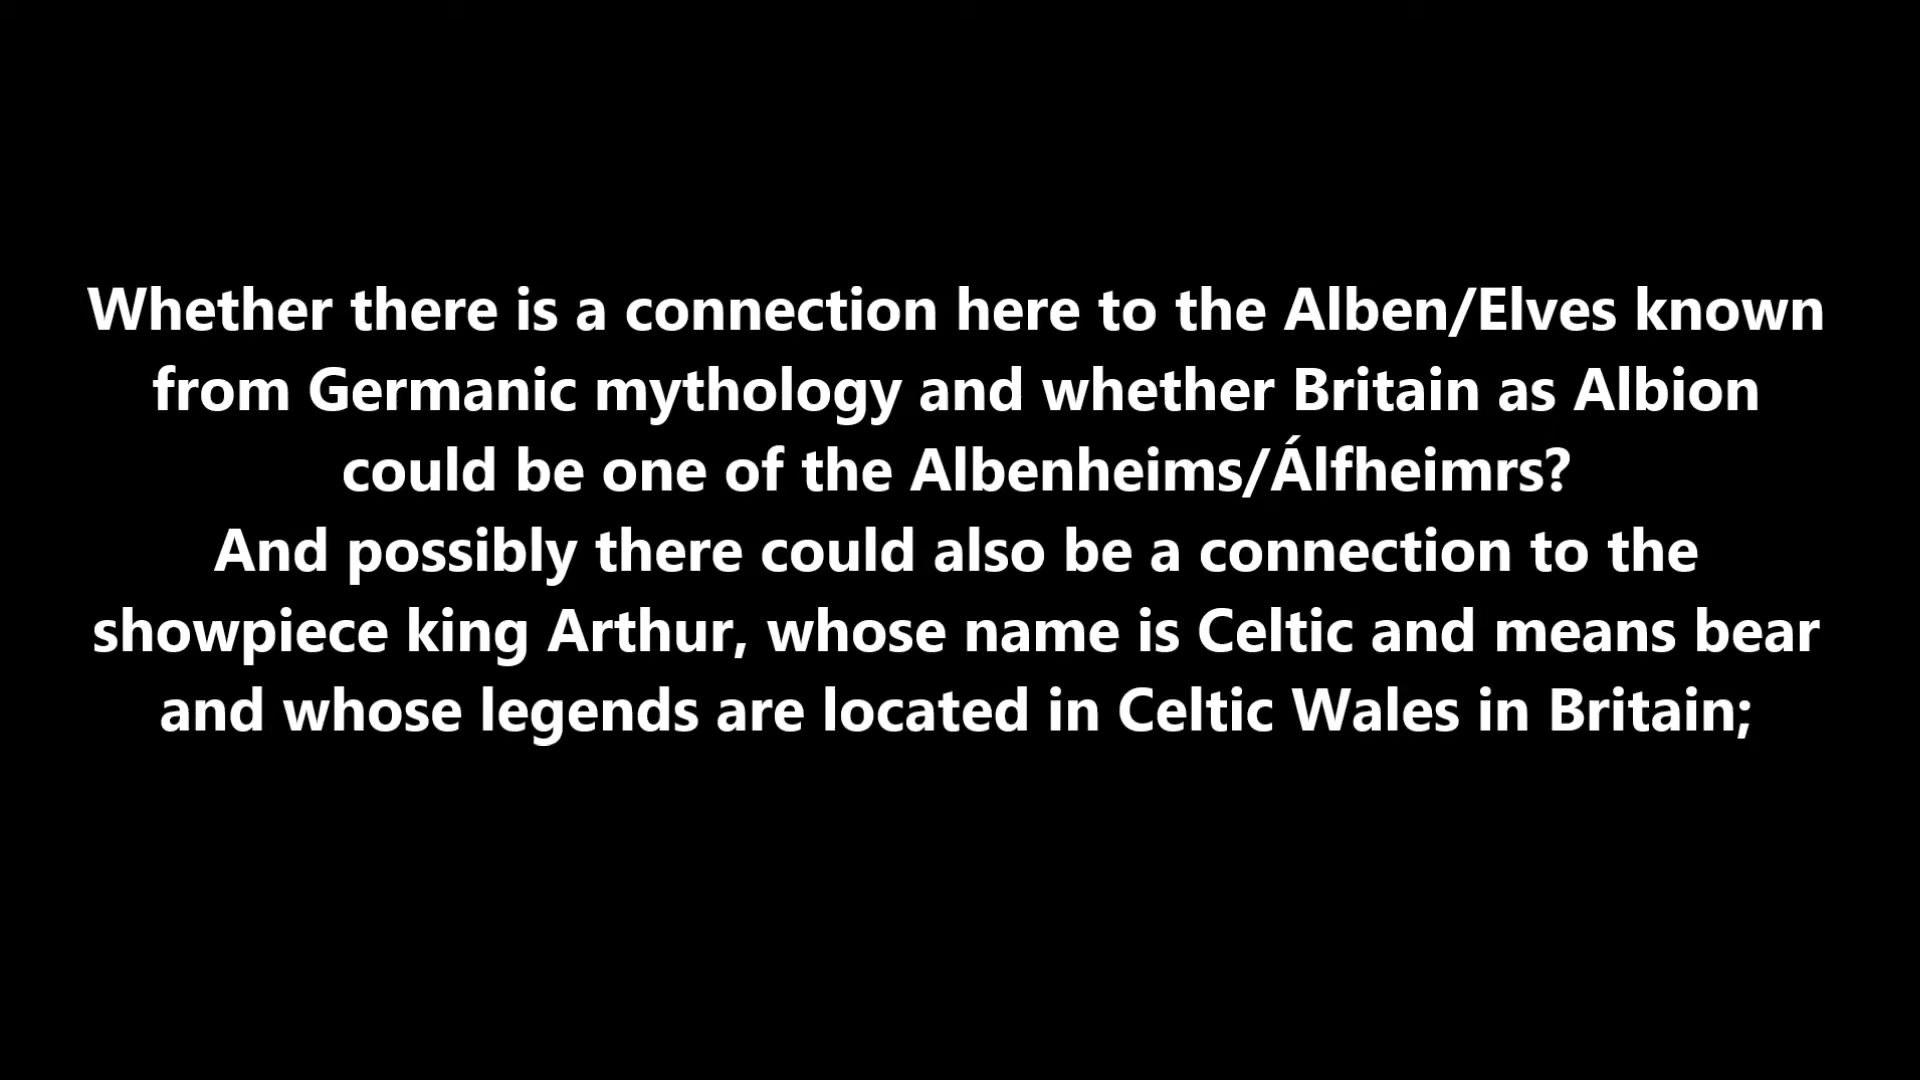 Whether there is a connection here to the Alben/Elves known
from Germanic mythology and whether Britain as Albion
could be one of the Albenheims/Álfheimrs?
And possibly there could also be a connection to the
showpiece king Arthur, whose name is Celtic and means bear
and whose legends are located in Celtic Wales in Britain;